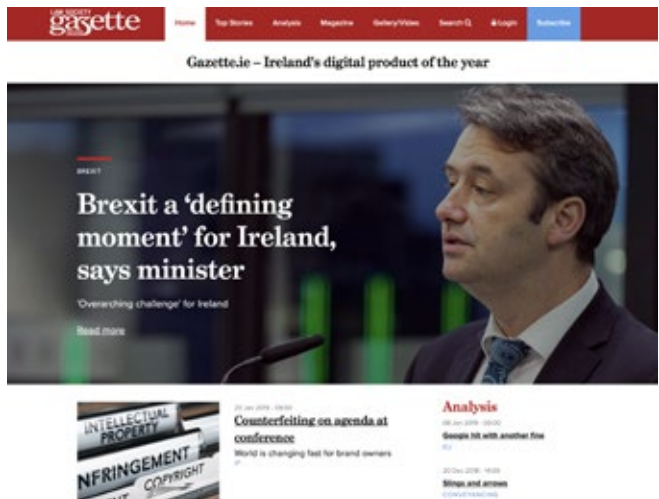 LAW SOCIETY
gazette
Home
Top Stories
Analysis
Magazine
Gallery/Video
Search
Login
Subscribe
Gazette.ie – Ireland's digital product of the year
BREXIT
Brexit a ‘defining
moment’ for Ireland,
says minister
‘Overarching challenge’ for Ireland
Read more
INTELLECTUAL
PROPERTY
INFRINGEMENT
COPYRIGHT
Counterfeiting on agenda at
conference
World is changing fast for brand owners
IP
Analysis
Google hit with another fine
EU
Slings and arrows
CONVEYANCING